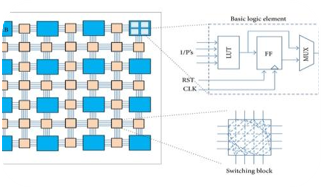 Basic logic element
I/P's
LUT
FF
MUX
RST
CLK
Switching block